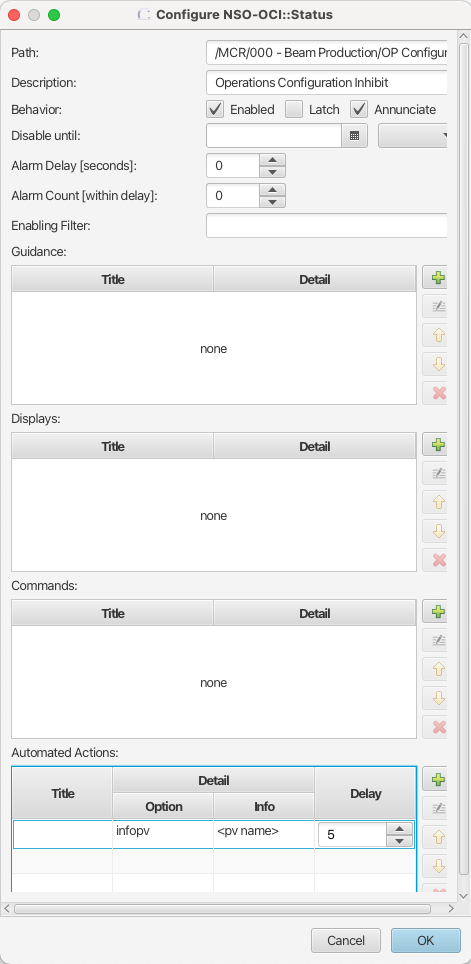 Configure NSO-OCI::Status
Path: /MCR/000 - Beam Production/OP Configur
Description: Operations Configuration Inhibit
Behavior: Enabled Latch Annunciate
Disable until:
Alarm Delay [seconds]: 0
Alarm Count [within delay]: 0
Enabling Filter:
Guidance:
Title Detail
none
Displays:
Title Detail
none
Commands:
Title Detail
none
Automated Actions:
Title Detail Delay
Option Info
infopv <pv name> 5
Cancel OK